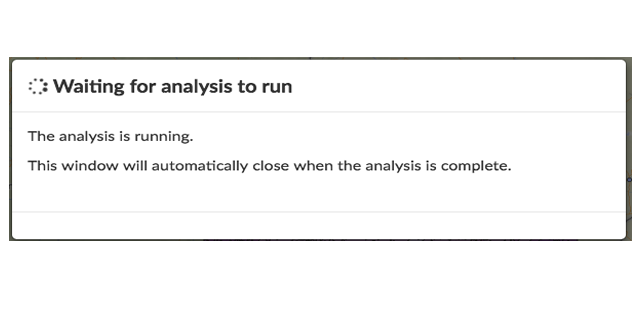 Waiting for analysis to run
The analysis is running.
This window will automatically close when the analysis is complete.